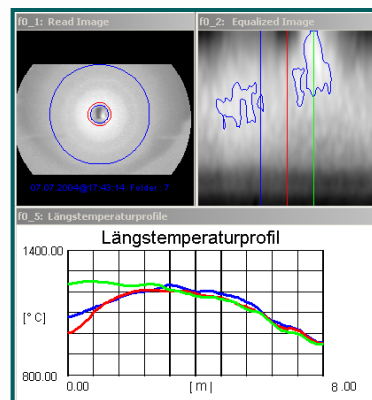 f0_1: Read Image
f0_2: Equalized Image
07.07.2004@17:43:14 Folder: 7
f0_5: Längstemperaturprofile
Längstemperaturprofil
1400.00
[° C]
800.00
0.00
[ m ]
8.00